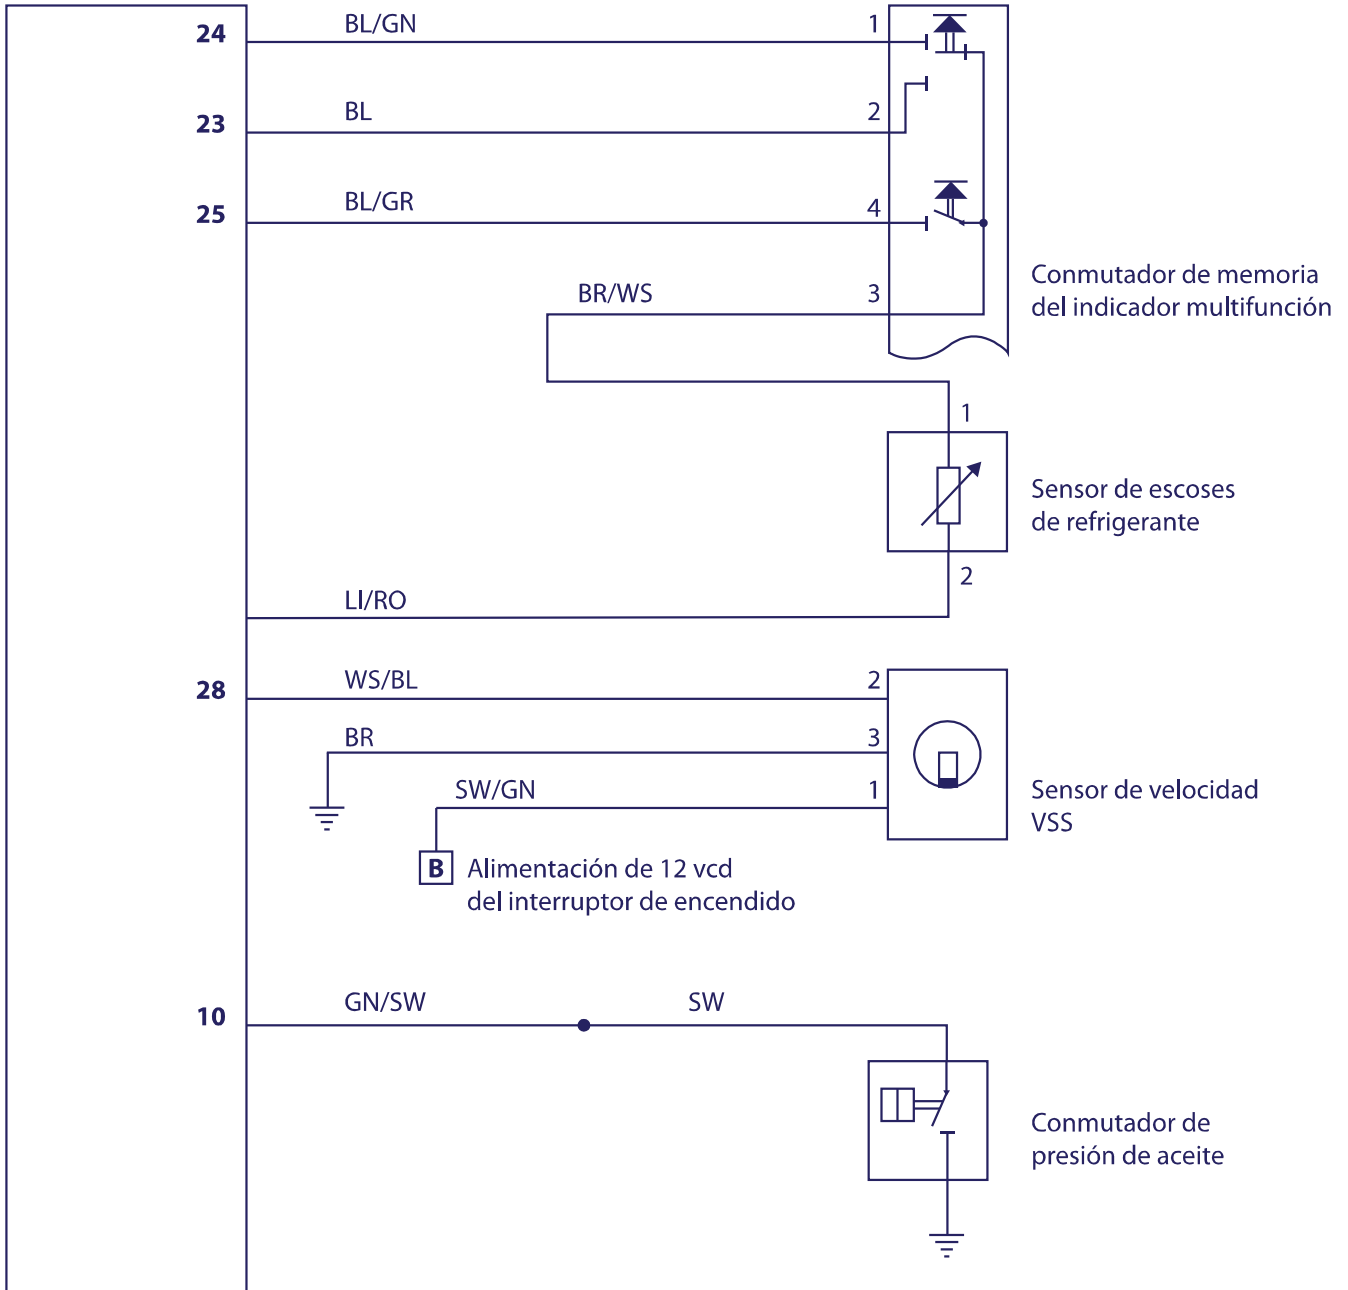 24
BL/GN
1
23
BL
2
25
BL/GR
4
BR/WS
3
Conmutador de memoria
del indicador multifunción
1
Sensor de escoses
de refrigerante
2
LI/RO
28
WS/BL
2
BR
3
SW/GN
1
Sensor de velocidad
VSS
B
Alimentación de 12 vcd
del interruptor de encendido
10
GN/SW
SW
Conmutador de
presión de aceite